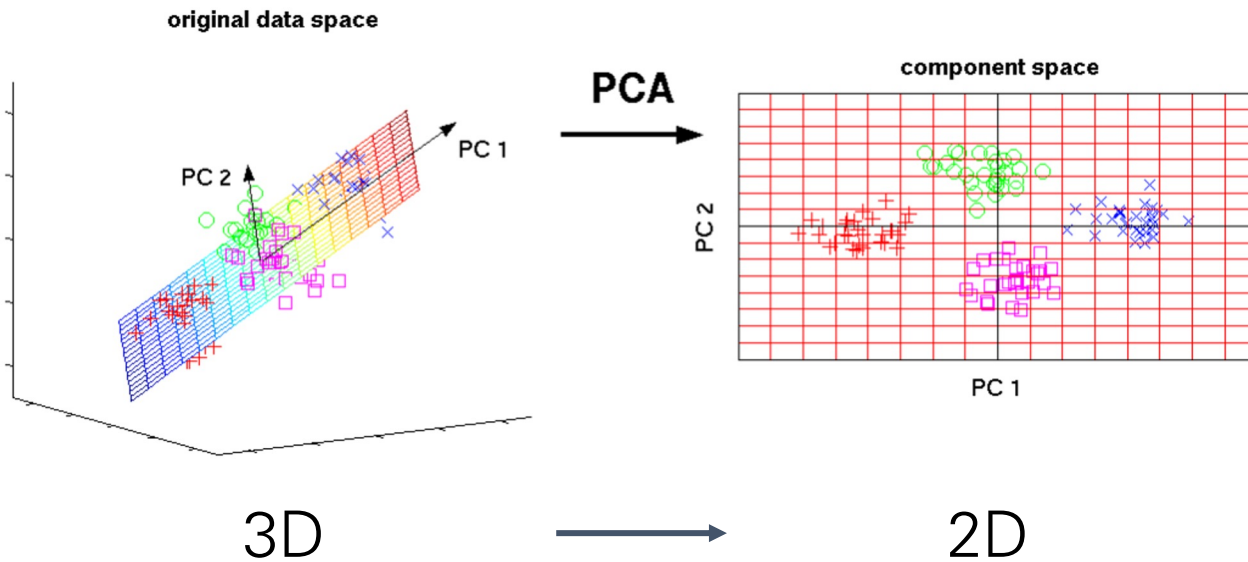 original data space
PC 1
PC 2
PCA
component space
PC 2
PC 1
3D
2D